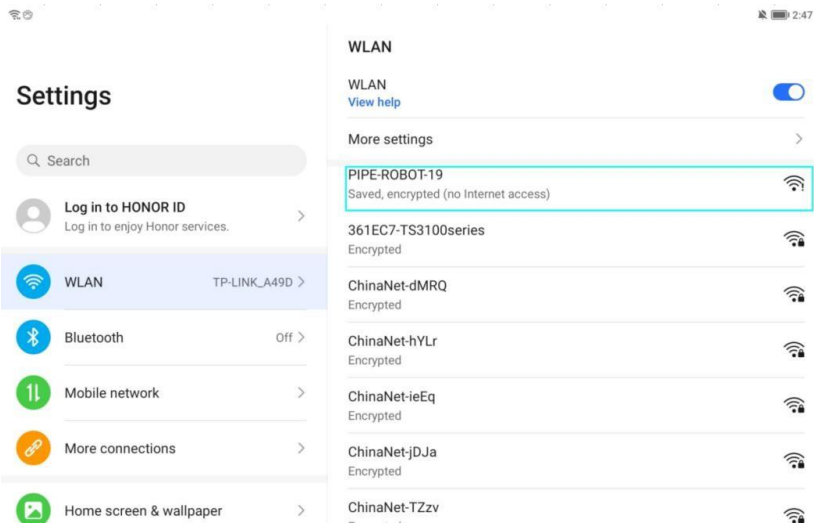 2:47
Settings
Search
Log in to HONOR ID
Log in to enjoy Honor services.
WLAN
TP-LINK_A49D
Bluetooth
Off
Mobile network
More connections
Home screen & wallpaper
WLAN
WLAN
View help
More settings
PIPE-ROBOT-19
Saved, encrypted (no Internet access)
361EC7-TS3100series
Encrypted
ChinaNet-dMRQ
Encrypted
ChinaNet-hYLr
Encrypted
ChinaNet-ieEq
Encrypted
ChinaNet-jDJa
Encrypted
ChinaNet-TZzv